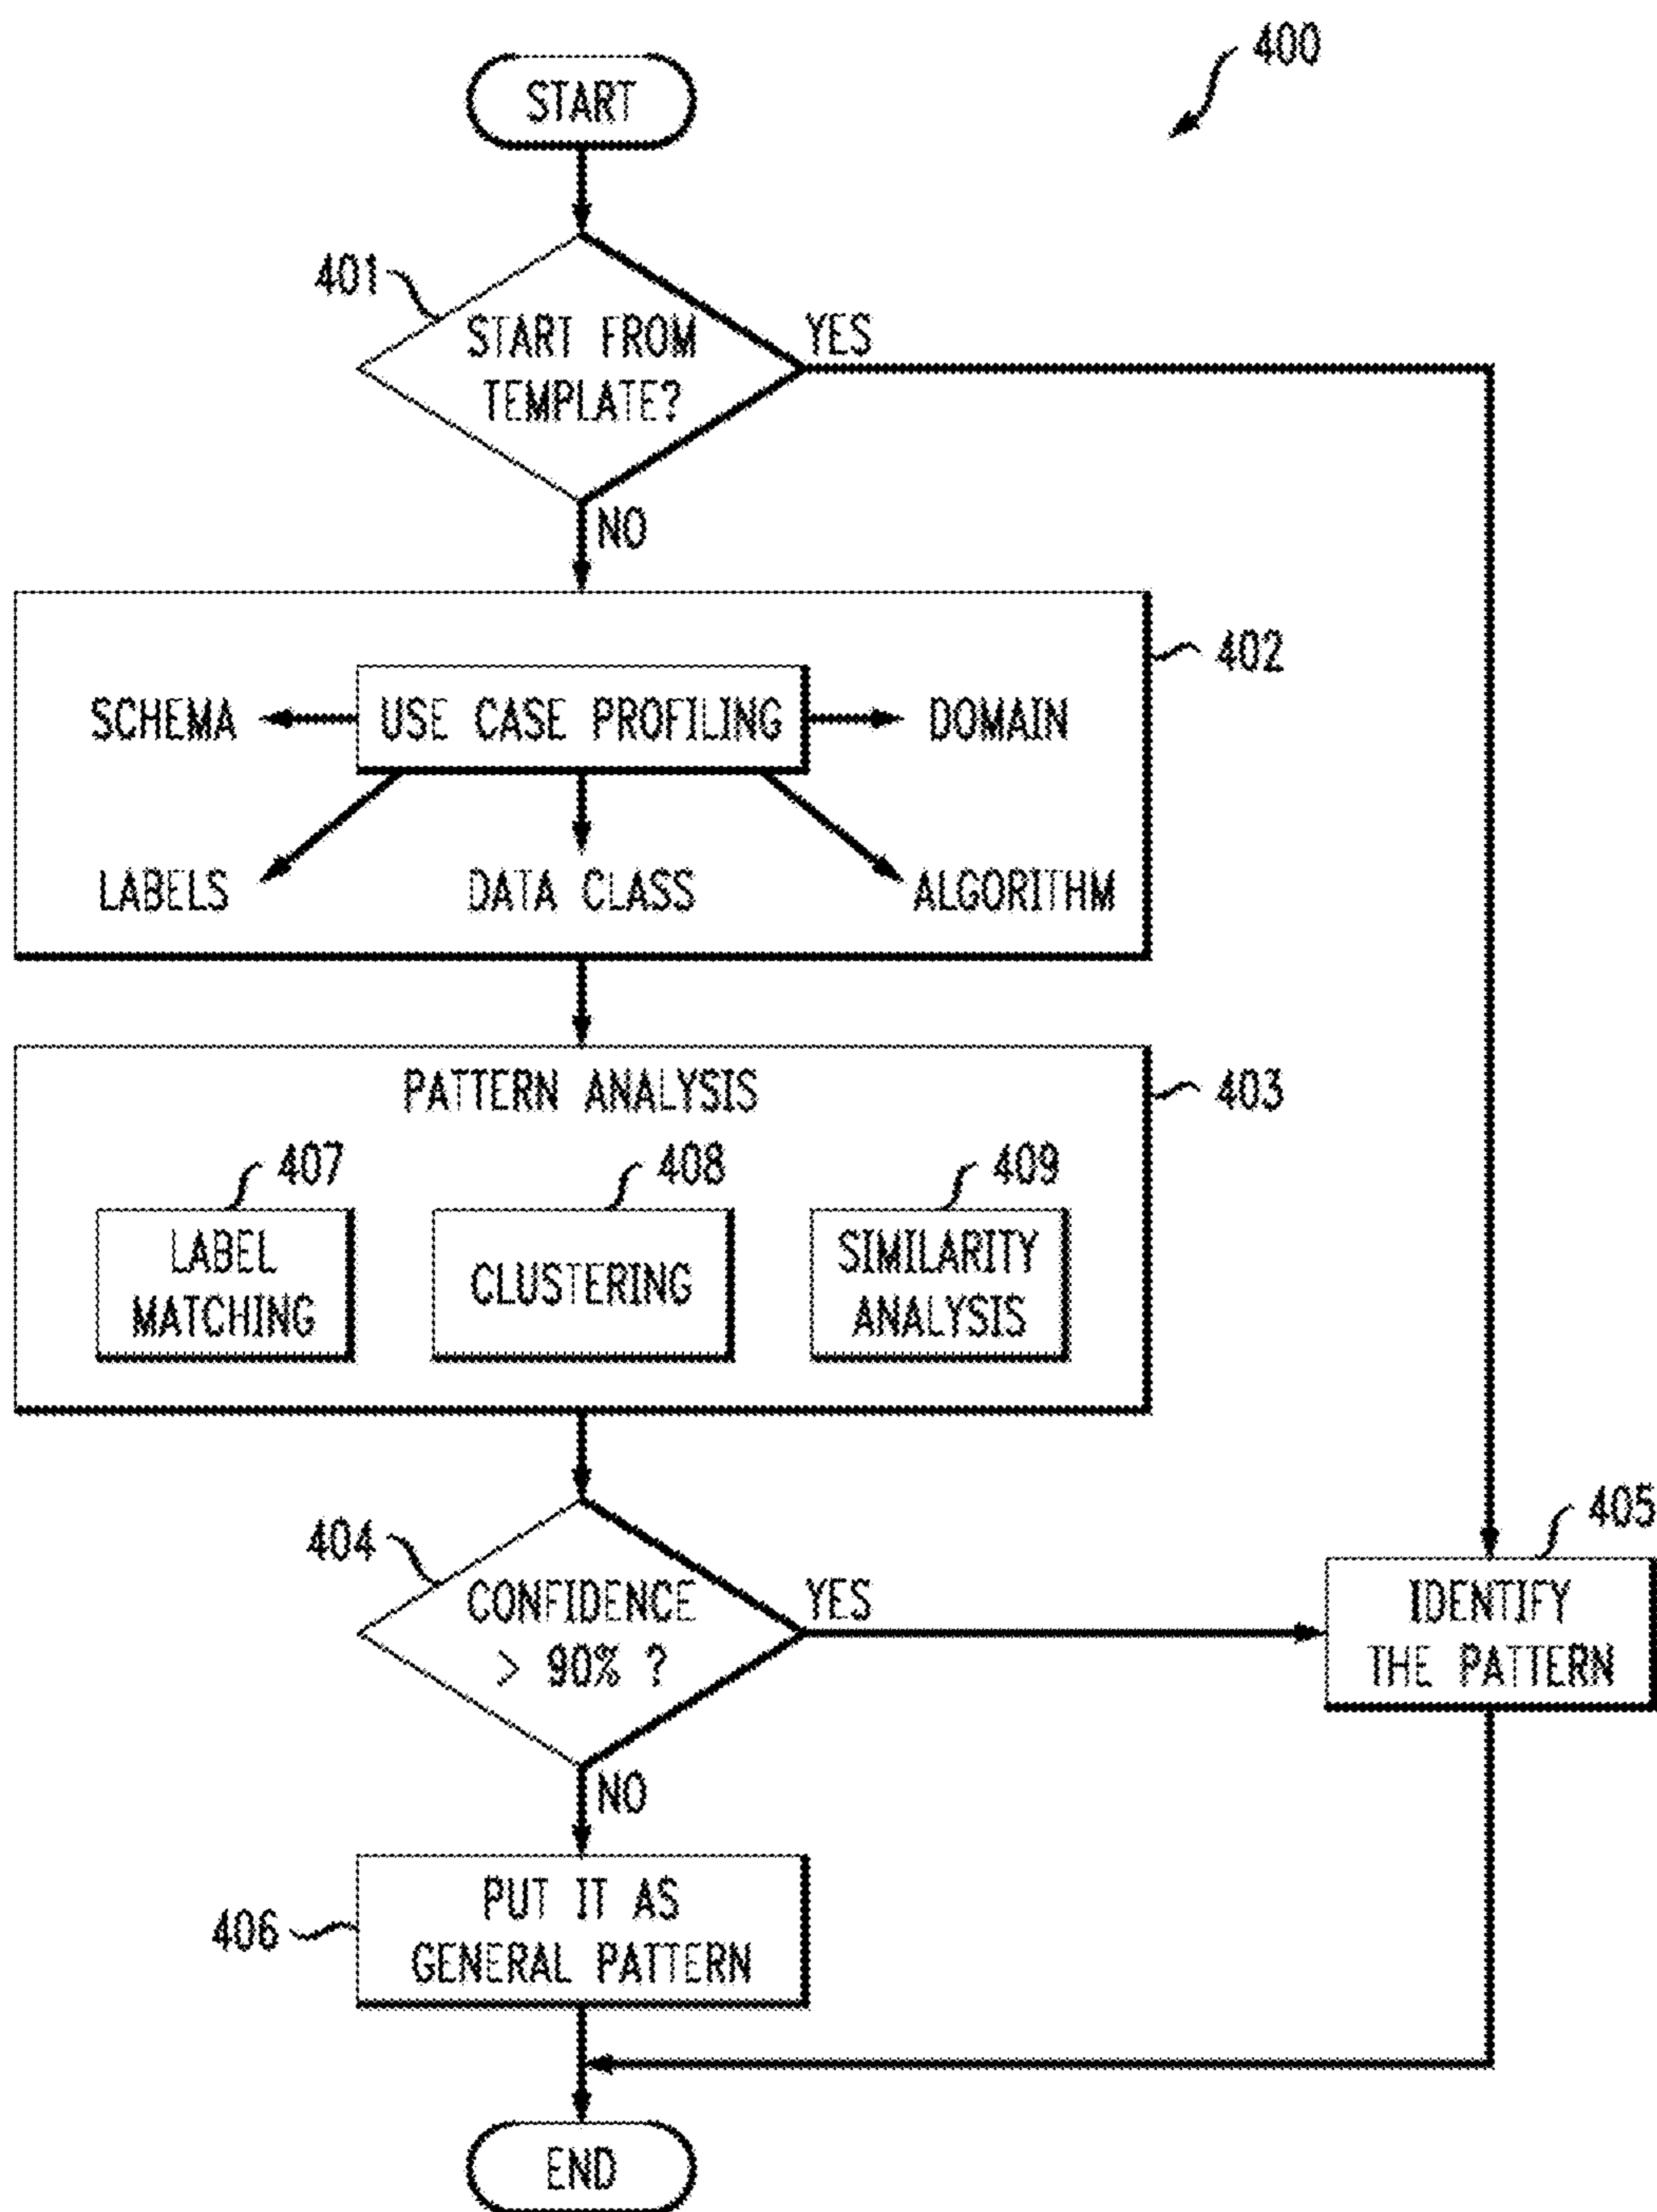 400
START
401
START FROM
TEMPLATE?
YES
NO
402
SCHEMA
USE CASE PROFILING
DOMAIN
LABELS
DATA CLASS
ALGORITHM
PATTERN ANALYSIS
403
407
408
409
LABEL
MATCHING
CLUSTERING
SIMILARITY
ANALYSIS
404
CONFIDENCE
> 90% ?
YES
NO
405
IDENTIFY
THE PATTERN
406
PUT IT AS
GENERAL PATTERN
END